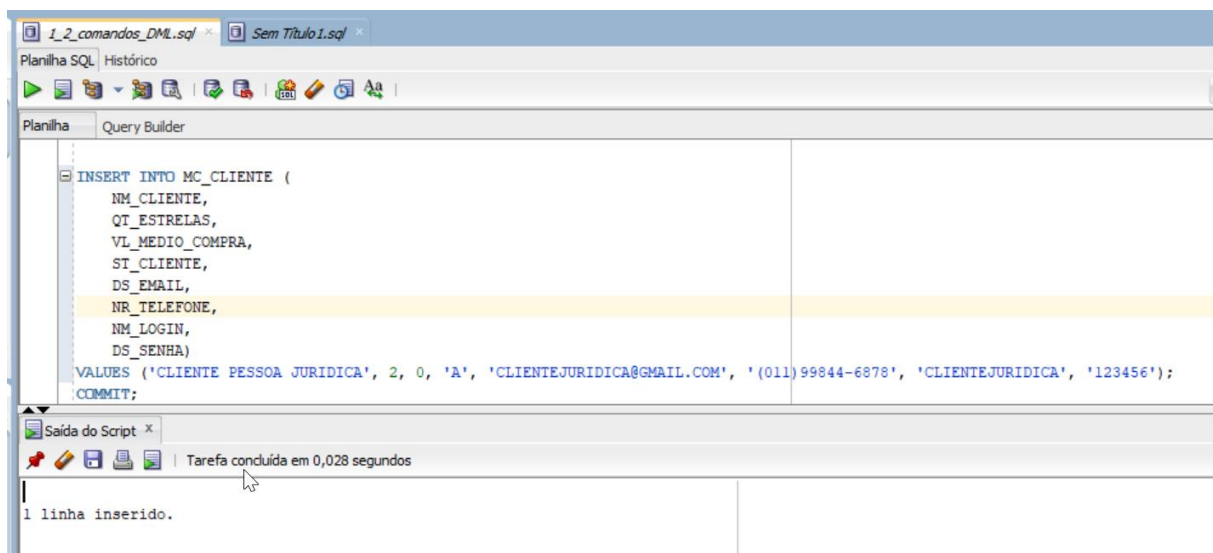 1_2_comandos_DML.sql × Sem Título1.sql ×
Planilha SQL Histórico
SQL Aa
Planilha Query Builder
INSERT INTO MC_CLIENTE (
NM_CLIENTE,
QT_ESTRELAS,
VL_MEDIO_COMPRA,
ST_CLIENTE,
DS_EMAIL,
NR_TELEFONE,
NM_LOGIN,
DS_SENHA)
VALUES ('CLIENTE PESSOA JURIDICA', 2, 0, 'A', 'CLIENTEJURIDICA@GMAIL.COM', '(011)99844-6878', 'CLIENTEJURIDICA', '123456');
COMMIT;
Saída do Script x
Tarefa concluída em 0,028 segundos
1 linha inserido.